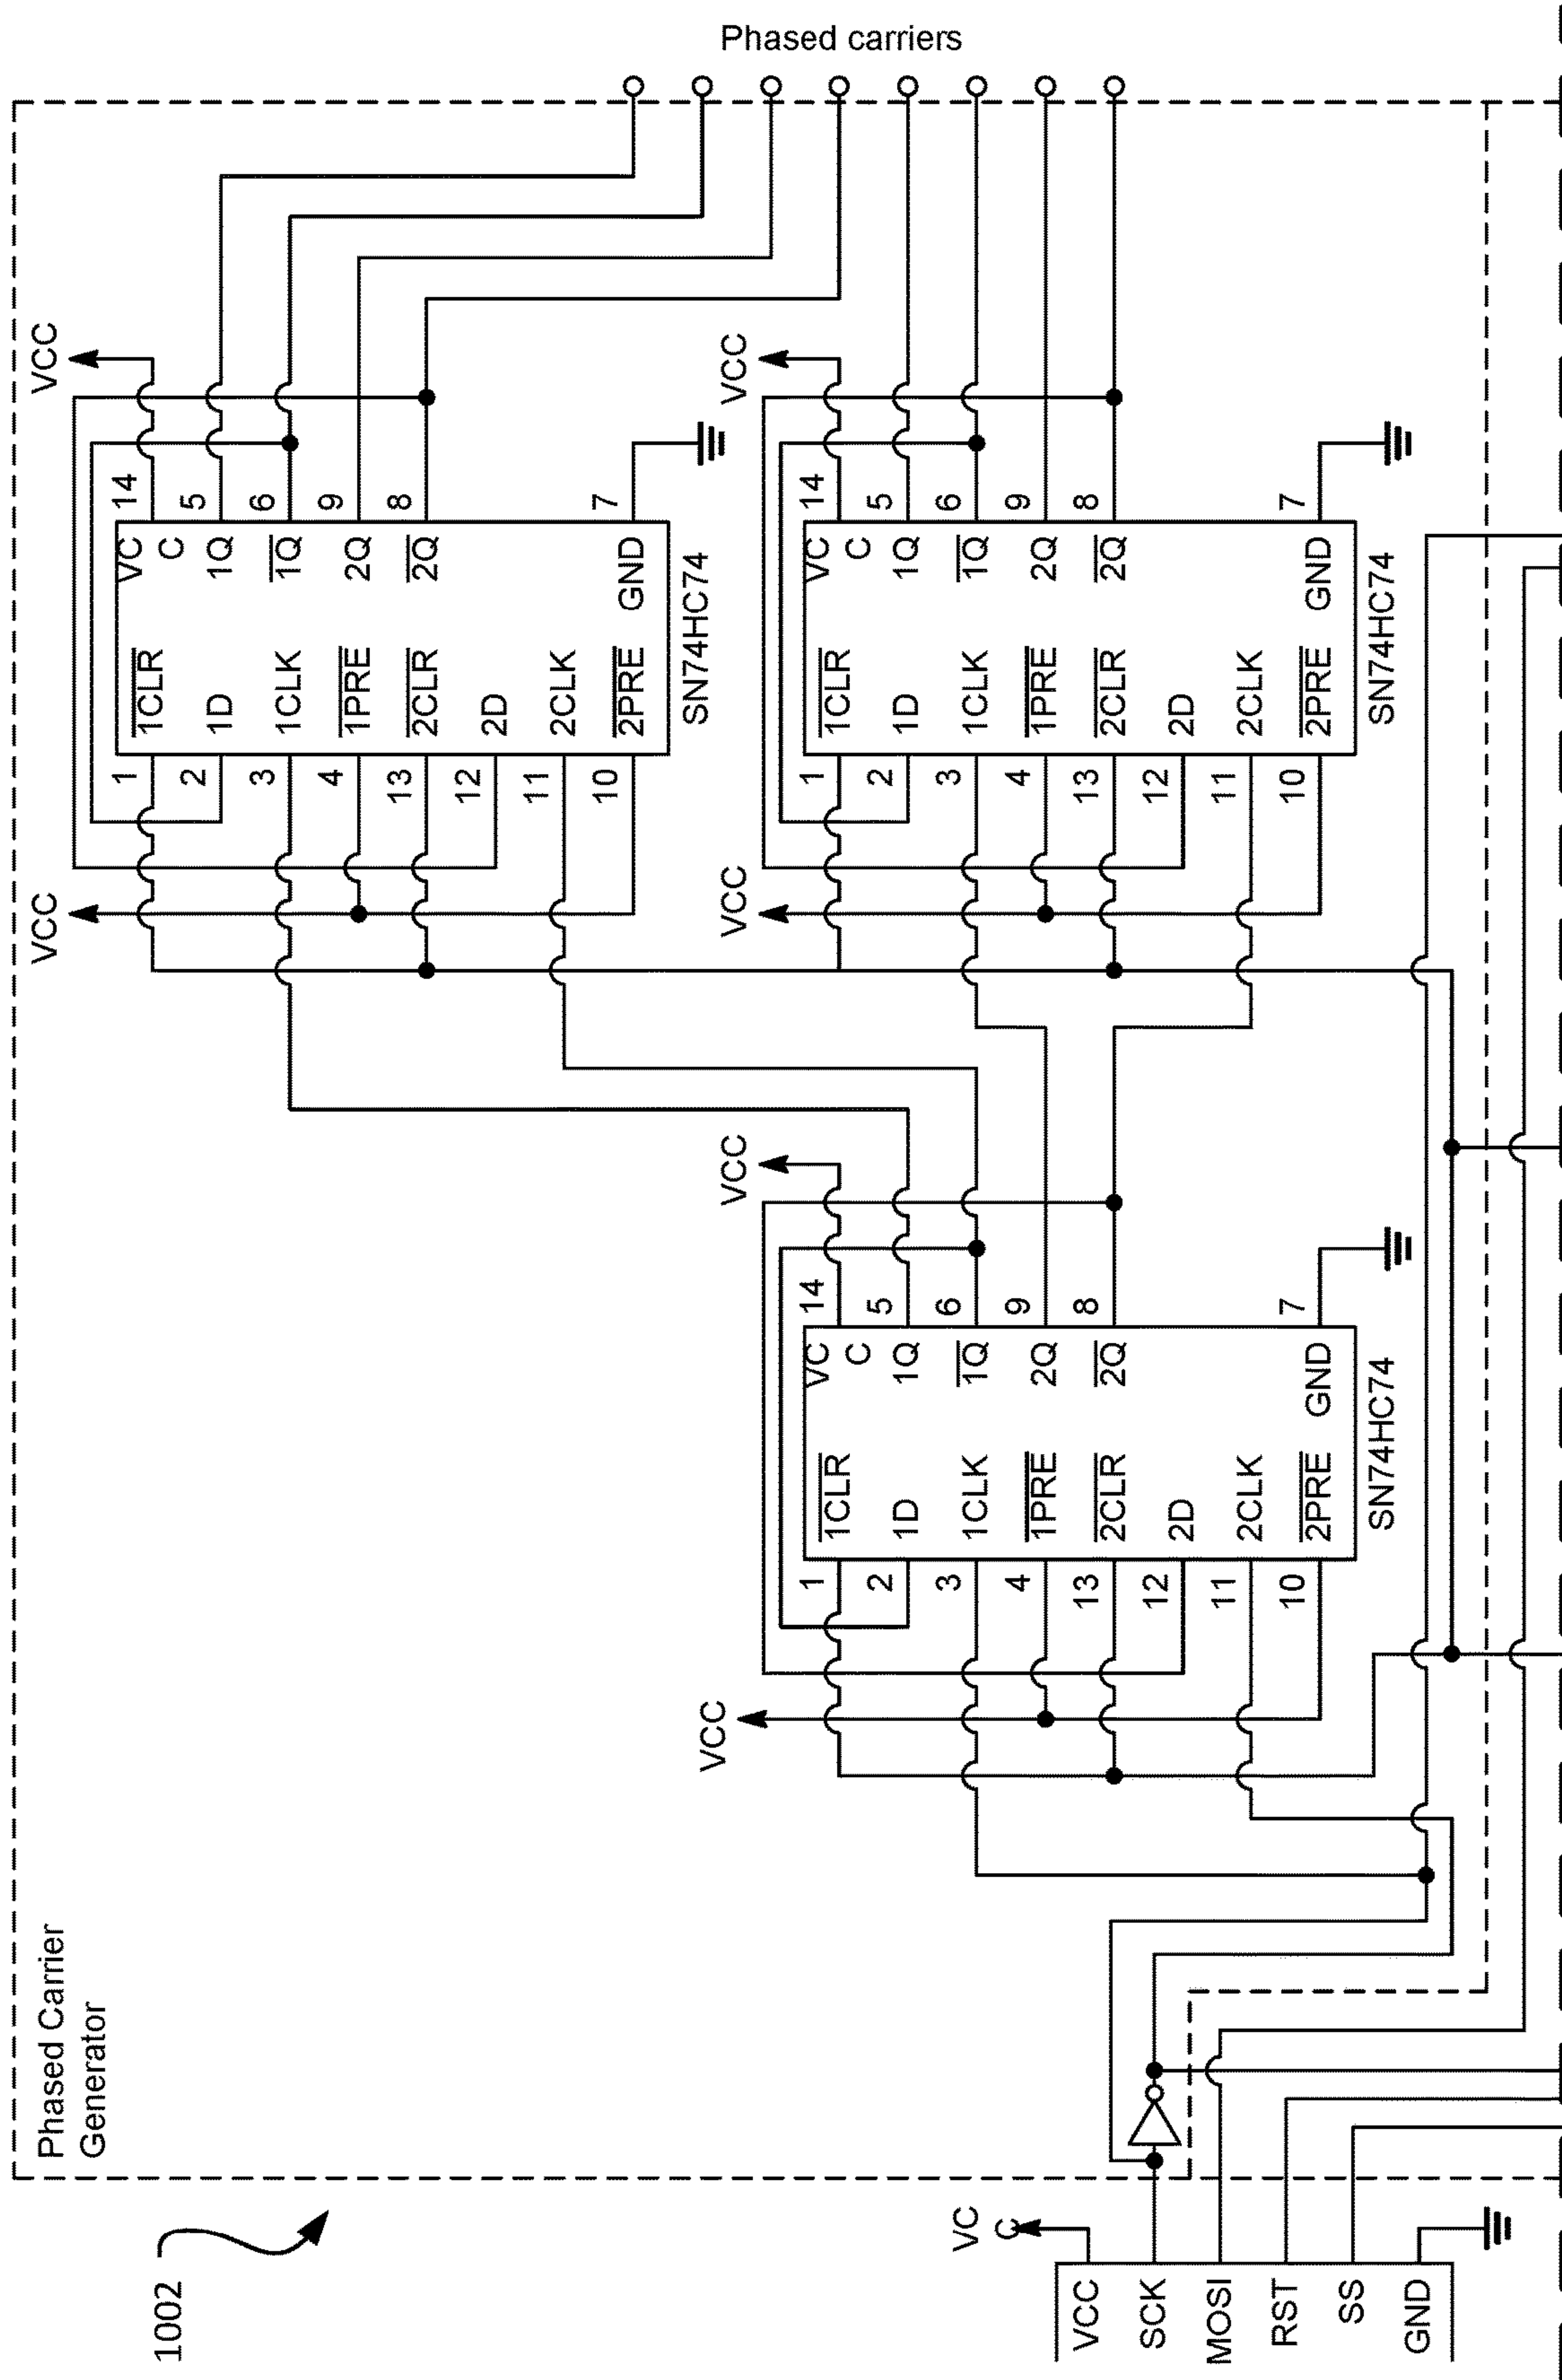 Phased Carrier
Generator
1002
Phased carriers
VCC
VCC
1
2
3
4
13
12
11
10
1CLR
1D
1CLK
1PRE
2CLR
2D
2CLK
2PRE
VC
C
1Q
1Q
2Q
2Q
GND
14
5
6
9
8
7
SN74HC74
VCC
VCC
1
2
3
4
13
12
11
10
1CLR
1D
1CLK
1PRE
2CLR
2D
2CLK
2PRE
VC
C
1Q
1Q
2Q
2Q
GND
14
5
6
9
8
7
SN74HC74
VCC
VCC
1
2
3
4
13
12
11
10
1CLR
1D
1CLK
1PRE
2CLR
2D
2CLK
2PRE
VC
C
1Q
1Q
2Q
2Q
GND
14
5
6
9
8
7
SN74HC74
VC
C
VCC
SCK
MOSI
RST
SS
GND